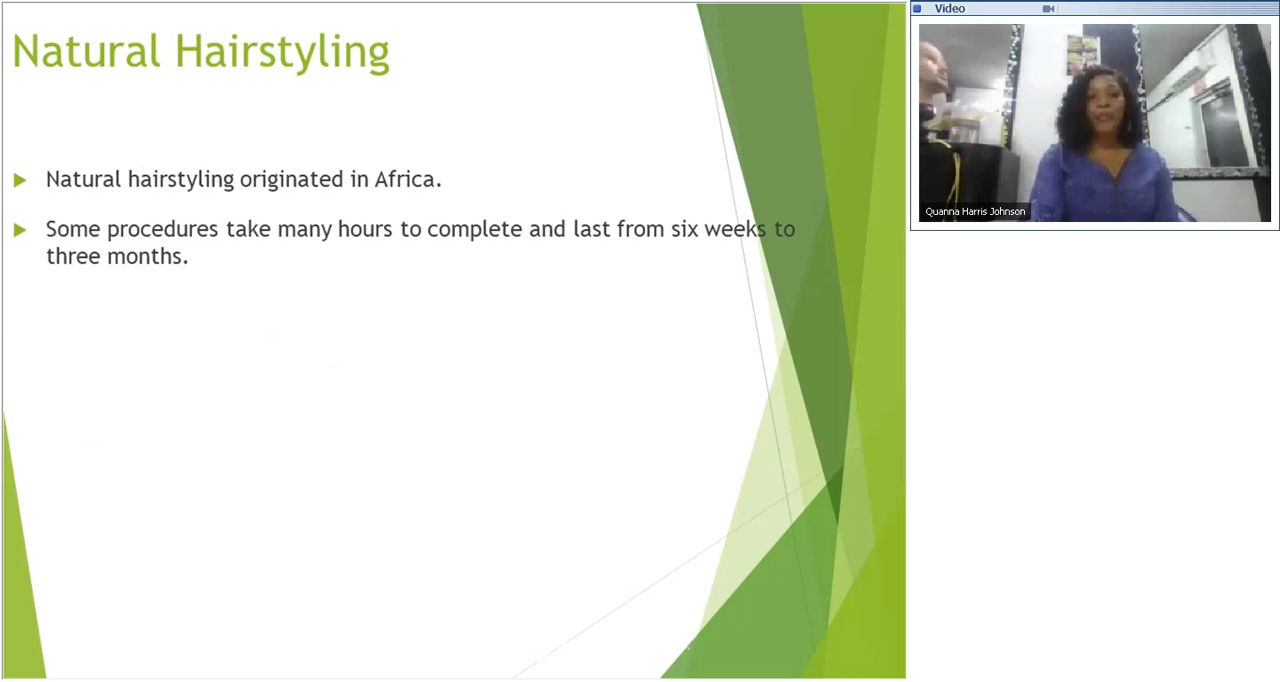 Natural Hairstyling
Natural hairstyling originated in Africa.
Some procedures take many hours to complete and last from six weeks to
three months.
Video
Quanna Harris Johnson